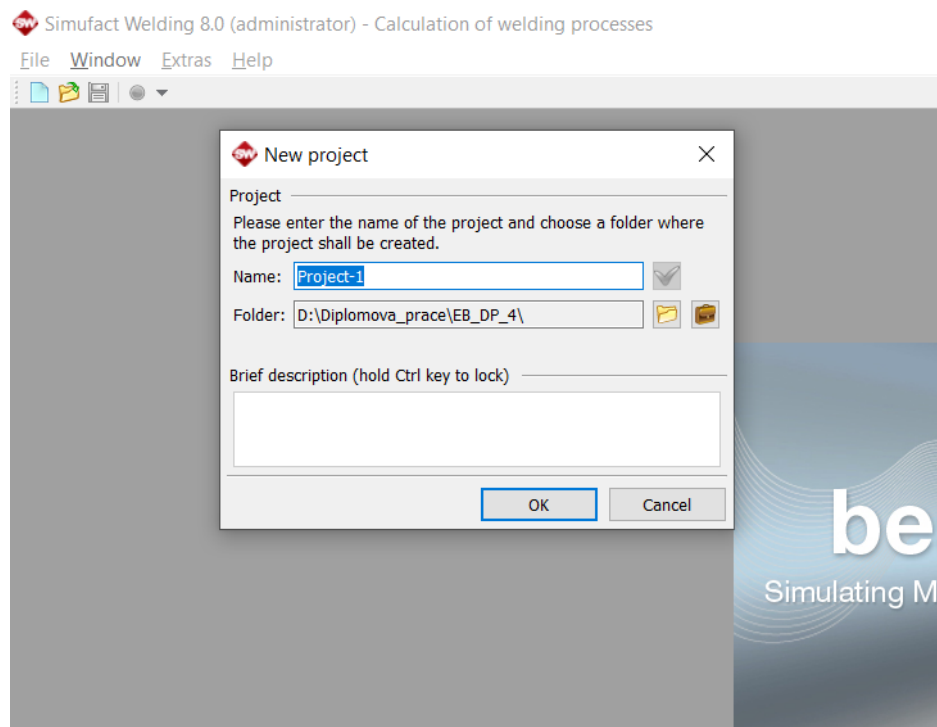 Simufact Welding 8.0 (administrator) - Calculation of welding processes
File Window Extras Help
New project
Project
Please enter the name of the project and choose a folder where
the project shall be created.
Name: Project-1
Folder: D:\Diplomova_prace\EB_DP_4\
Brief description (hold Ctrl key to lock)
OK Cancel
be
Simulating M